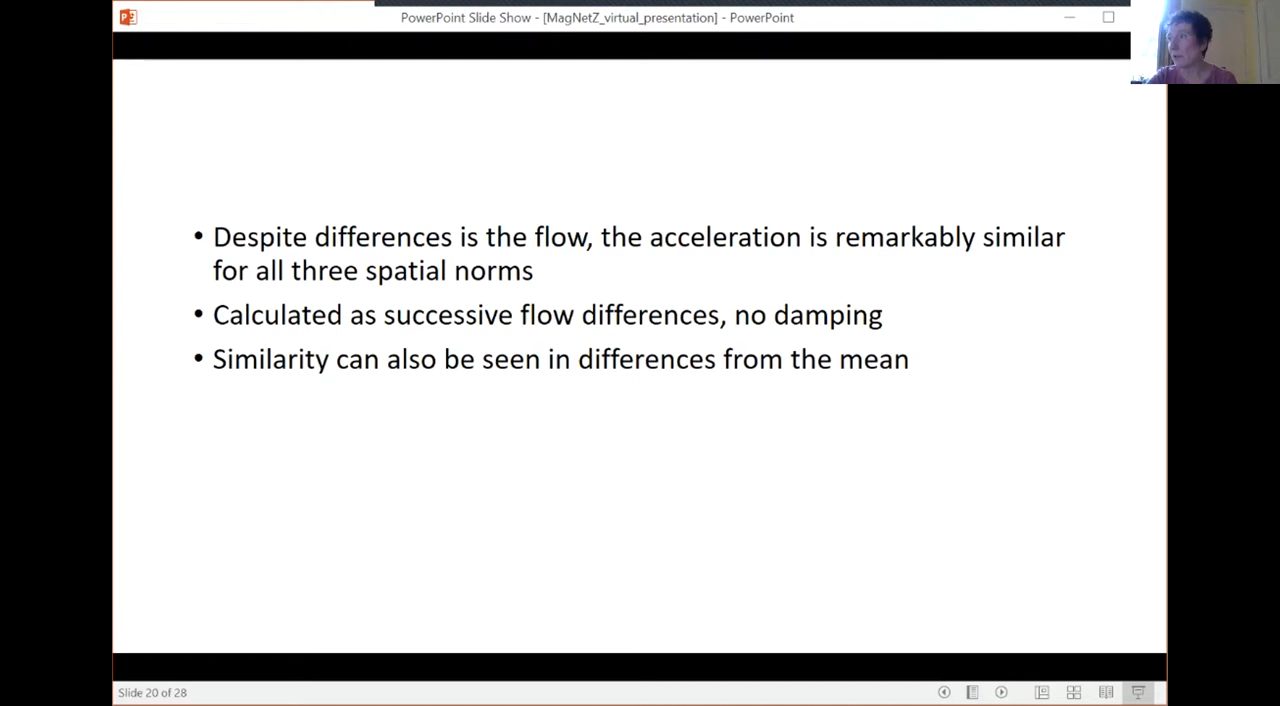 PowerPoint Slide Show - [MagNetZ_virtual_presentation] - PowerPoint
• Despite differences is the flow, the acceleration is remarkably similar
for all three spatial norms
• Calculated as successive flow differences, no damping
• Similarity can also be seen in differences from the mean
Slide 20 of 28